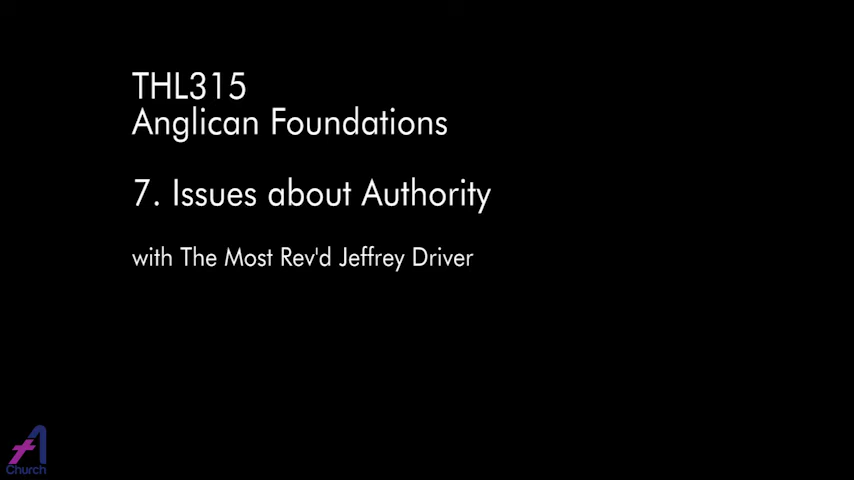 THL315
Anglican Foundations
7. Issues about Authority
with The Most Rev'd Jeffrey Driver
Church